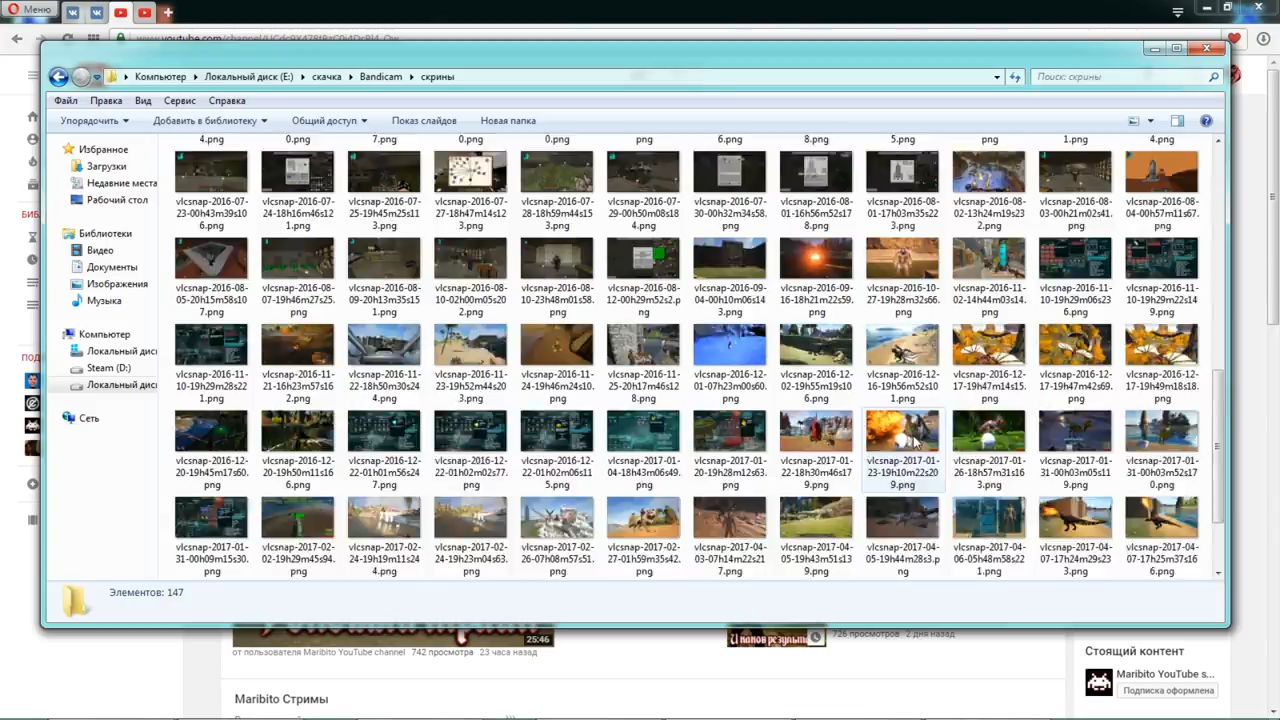 Меню
Компьютер
Локальный диск (E:)
скачка
Bandicam
скрины
Поиск: скрины
Файл
Правка
Вид
Сервис
Справка
Упорядочить
Добавить в библиотеку
Общий доступ
Показ слайдов
Новая папка
Избранное
Загрузки
Недавние места
Рабочий стол
Библиотеки
Видео
Документы
Изображения
Музыка
Компьютер
Локальный дис
Steam (D:)
Локальный дис
Сеть
4.png 0.png 7.png 0.png 0.png png 6.png 8.png 5.png png 1.png 4.png
vlcsnap-2016-07- vlcsnap-2016-07- vlcsnap-2016-07- vlcsnap-2016-07- vlcsnap-2016-07- vlcsnap-2016-07- vlcsnap-2016-07- vlcsnap-2016-08- vlcsnap-2016-08- vlcsnap-2016-08- vlcsnap-2016-08- vlcsnap-2016-08-
23-00h43m39s10 24-18h16m46s12 25-19h45m25s11 27-18h47m14s12 28-18h59m44s15 29-00h50m08s18 30-00h32m34s58. 01-16h56m52s17 01-17h03m35s22 02-13h24m19s23 03-00h21m02s41. 04-00h57m11s67.
6.png 1.png 3.png 3.png 3.png 4.png png 8.png 3.png 2.png png png
vlcsnap-2016-08- vlcsnap-2016-08- vlcsnap-2016-08- vlcsnap-2016-08- vlcsnap-2016-08- vlcsnap-2016-08- vlcsnap-2016-09- vlcsnap-2016-09- vlcsnap-2016-10- vlcsnap-2016-11- vlcsnap-2016-11- vlcsnap-2016-11-
05-20h15m58s10 07-19h46m27s25. 09-20h13m35s15 10-02h00m05s20 10-23h48m01s58. 12-00h29m52s2.p 04-00h10m06s14 16-18h21m22s59. 27-19h28m32s66. 02-14h44m03s14. 10-19h29m06s23 10-19h29m22s14
7.png png 1.png 2.png png ng 3.png png png png 6.png 9.png
vlcsnap-2016-11- vlcsnap-2016-11- vlcsnap-2016-11- vlcsnap-2016-11- vlcsnap-2016-11- vlcsnap-2016-11- vlcsnap-2016-12- vlcsnap-2016-12- vlcsnap-2016-12- vlcsnap-2016-12- vlcsnap-2016-12- vlcsnap-2016-12-
10-19h29m28s22 21-16h23m57s16 22-18h50m30s24 23-19h52m44s20 24-19h46m24s10. 25-20h17m46s12 01-07h23m00s60. 02-19h55m19s10 16-19h56m52s10 17-19h47m14s15. 17-19h47m42s69. 17-19h49m18s18.
1.png 2.png 4.png 3.png png 8.png png 6.png 1.png png png png
vlcsnap-2016-12- vlcsnap-2016-12- vlcsnap-2016-12- vlcsnap-2016-12- vlcsnap-2016-12- vlcsnap-2017-01- vlcsnap-2017-01- vlcsnap-2017-01- vlcsnap-2017-01- vlcsnap-2017-01- vlcsnap-2017-01- vlcsnap-2017-01-
20-19h45m17s60. 20-19h50m11s16 22-01h01m56s24 22-01h02m02s77. 22-01h02m06s11 04-18h43m06s49. 20-19h28m12s63. 22-18h30m46s17 23-19h10m22s20 26-18h57m31s16 31-00h03m05s11 31-00h03m52s17
png 6.png 7.png png 5.png png png 9.png 9.png 3.png 9.png 0.png
vlcsnap-2017-01- vlcsnap-2017-02- vlcsnap-2017-02- vlcsnap-2017-02- vlcsnap-2017-02- vlcsnap-2017-02- vlcsnap-2017-04- vlcsnap-2017-04- vlcsnap-2017-04- vlcsnap-2017-04- vlcsnap-2017-04- vlcsnap-2017-04-
31-00h09m15s30. 02-19h29m45s94. 24-19h19m11s24 24-19h23m04s63. 26-07h08m57s51. 27-01h59m35s42. 03-07h14m22s21 05-19h43m51s13 05-19h44m28s3.p 06-05h48m58s22 07-17h24m29s23 07-17h25m37s16
png png 4.png png png png 7.png 9.png ng 1.png 3.png 6.png
Элементов: 147
25:46
от пользователя Maribito YouTube channel 742 просмотра 23 часа назад
726 просмотров 2 дня назад
Maribito Стримы
Стоящий контент
Maribito YouTube s...
Подписка оформлена